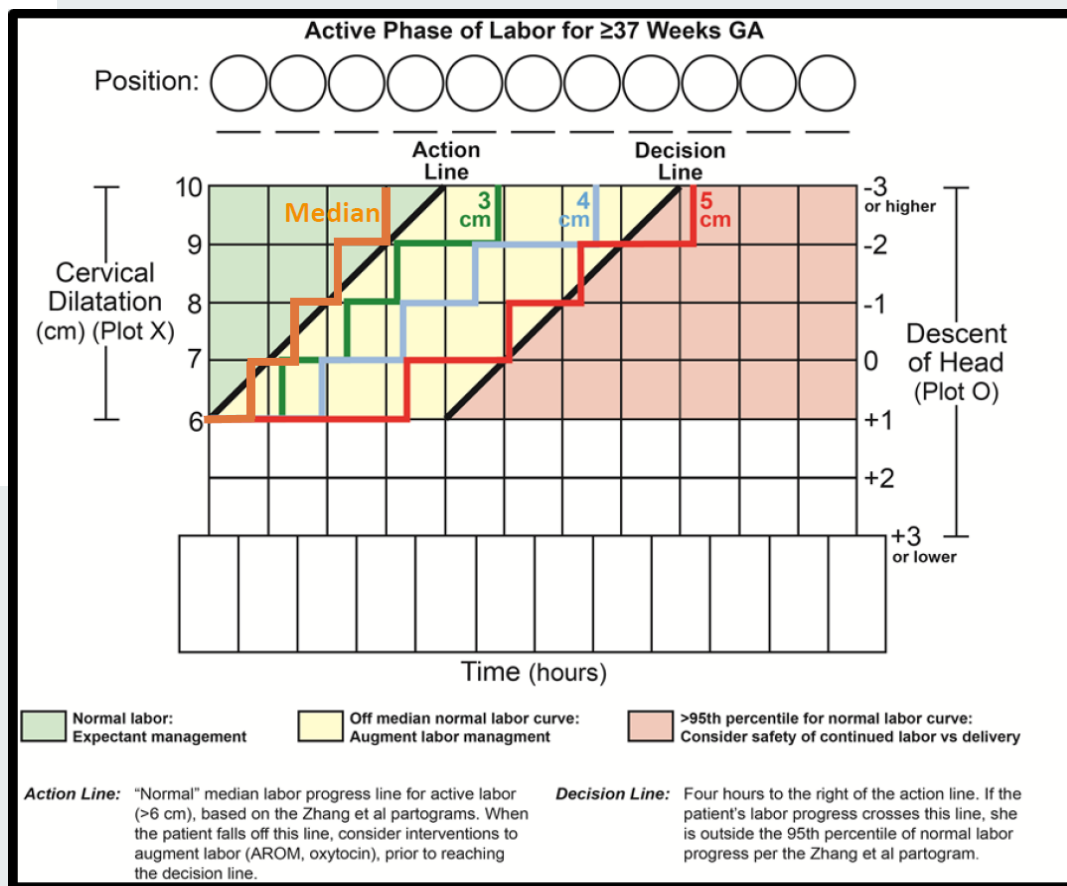 Active Phase of Labor for ≥37 Weeks GA
Position:
Action
Line
Decision
Line
10
9
8
7
6
Cervical
Dilatation
(cm) (Plot X)
Median
3
cm
4
cm
5
cm
-3
or higher
-2
-1
0
+1
+2
+3
or lower
Descent
of Head
(Plot O)
Time (hours)
Normal labor:
Expectant management
Off median normal labor curve:
Augment labor managment
>95th percentile for normal labor curve:
Consider safety of continued labor vs delivery
Action Line: “Normal” median labor progress line for active labor
(>6 cm), based on the Zhang et al partograms. When
the patient falls off this line, consider interventions to
augment labor (AROM, oxytocin), prior to reaching
the decision line.
Decision Line: Four hours to the right of the action line. If the
patient’s labor progress crosses this line, she
is outside the 95th percentile of normal labor
progress per the Zhang et al partogram.